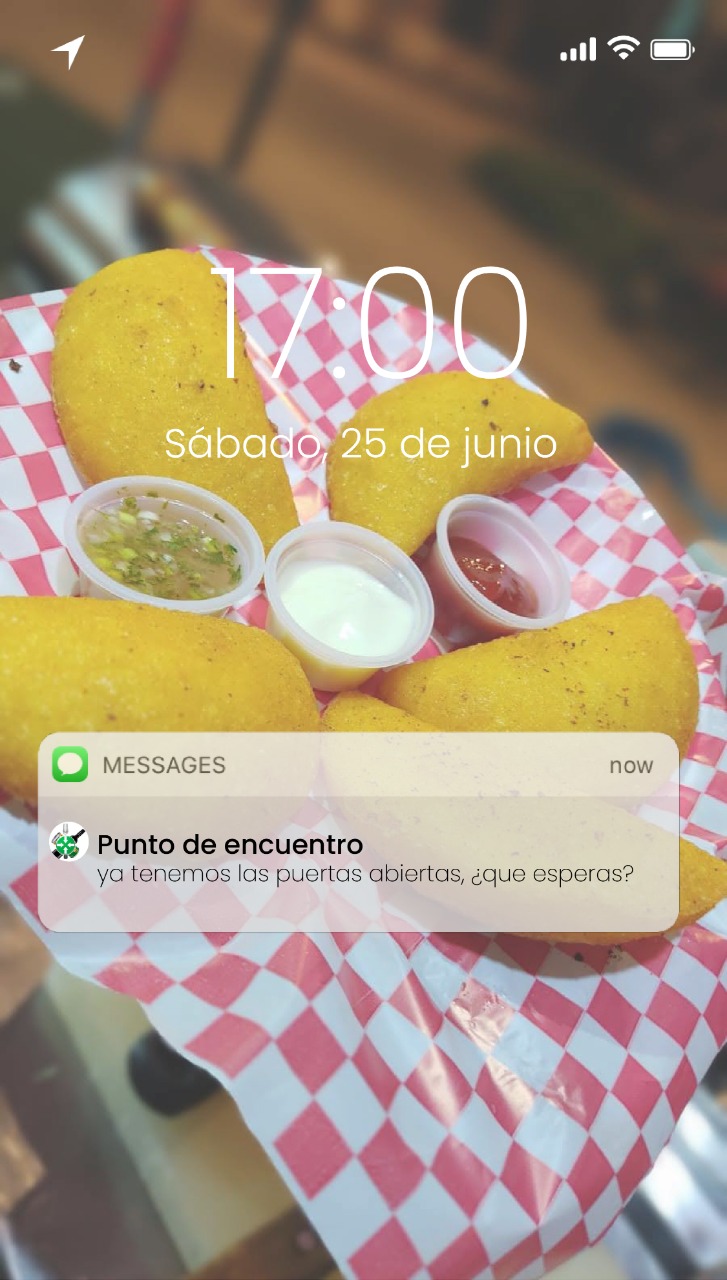 17:00
Sábado, 25 de junio
MESSAGES
now
Punto de encuentro
ya tenemos las puertas abiertas, ¿que esperas?